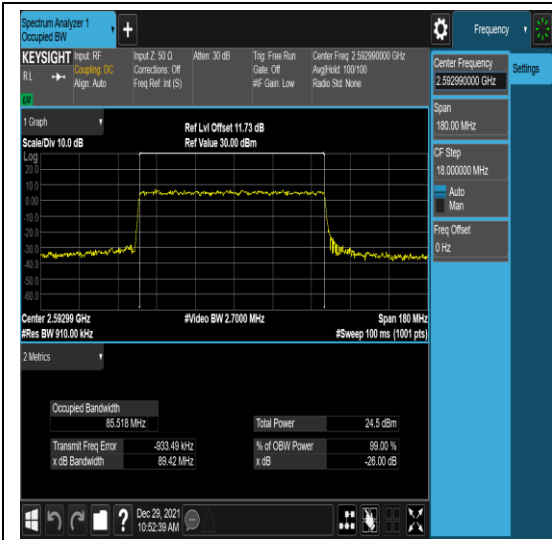 Spectrum Analyzer 1
Occupied BW
Frequency
KEYSIGHT
Input: RF
Coupling: DC
Align: Auto
Input Z: 50 Ω
Corrections: Off
Freq Ref: Int (S)
Atten: 30 dB
Trig: Free Run
Gate: Off
#IF Gain: Low
Center Freq: 2.592990000 GHz
Avg|Hold: 100/100
Radio Std: None
R L
Center Frequency
2.592990000 GHz
Settings
Span
180.00 MHz
CF Step
18.000000 MHz
Auto
Man
Freq Offset
0 Hz
1 Graph
Scale/Div 10.0 dB
Ref Lvl Offset 11.73 dB
Ref Value 30.00 dBm
Log
20.0
10.0
0.00
-10.0
-20.0
-30.0
-40.0
-50.0
-60.0
Center 2.59299 GHz
#Video BW 2.7000 MHz
Span 180 MHz
#Res BW 910.00 kHz
#Sweep 100 ms (1001 pts)
2 Metrics
Occupied Bandwidth
85.518 MHz
Total Power 24.5 dBm
Transmit Freq Error -933.49 kHz
% of OBW Power 99.00 %
x dB Bandwidth 89.42 MHz
x dB -26.00 dB
?
Dec 29, 2021
10:52:39 AM